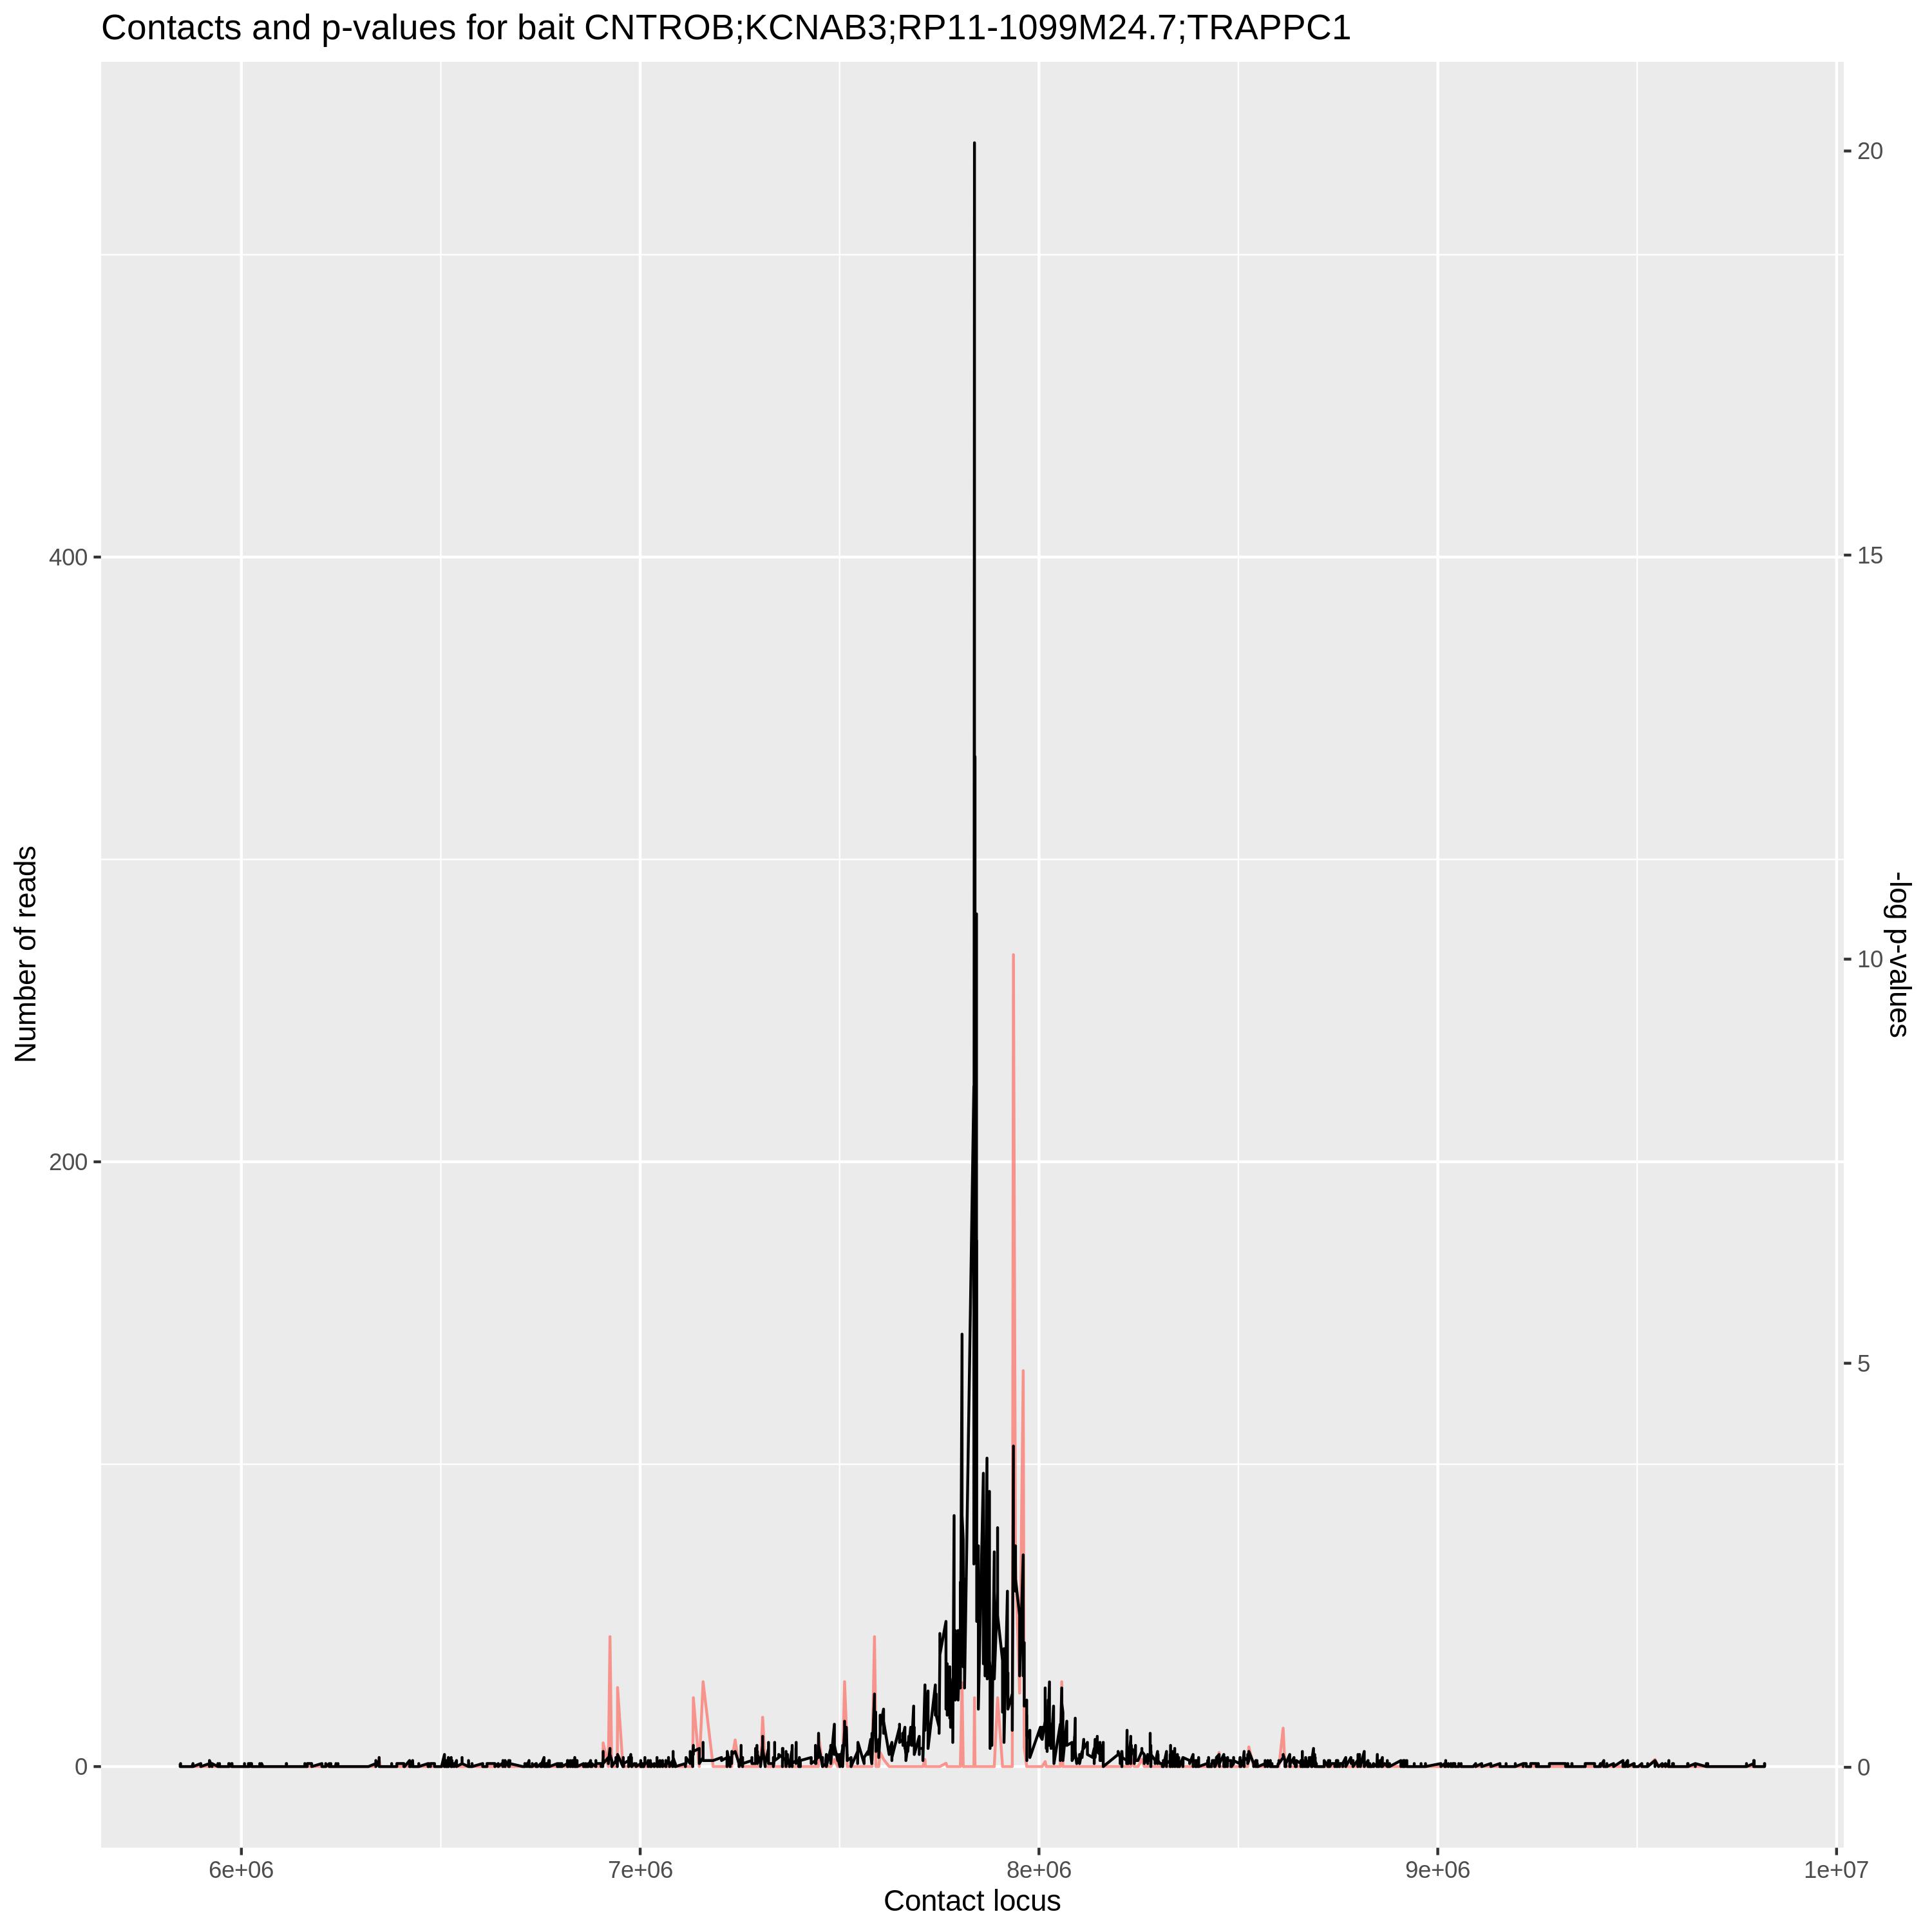 Contacts and p-values for bait CNTROB;KCNAB3;RP11-1099M24.7;TRAPPC1
Number of reads
400
200
0
20
15
10
5
0
-log p-values
6e+06
7e+06
8e+06
9e+06
1e+07
Contact locus